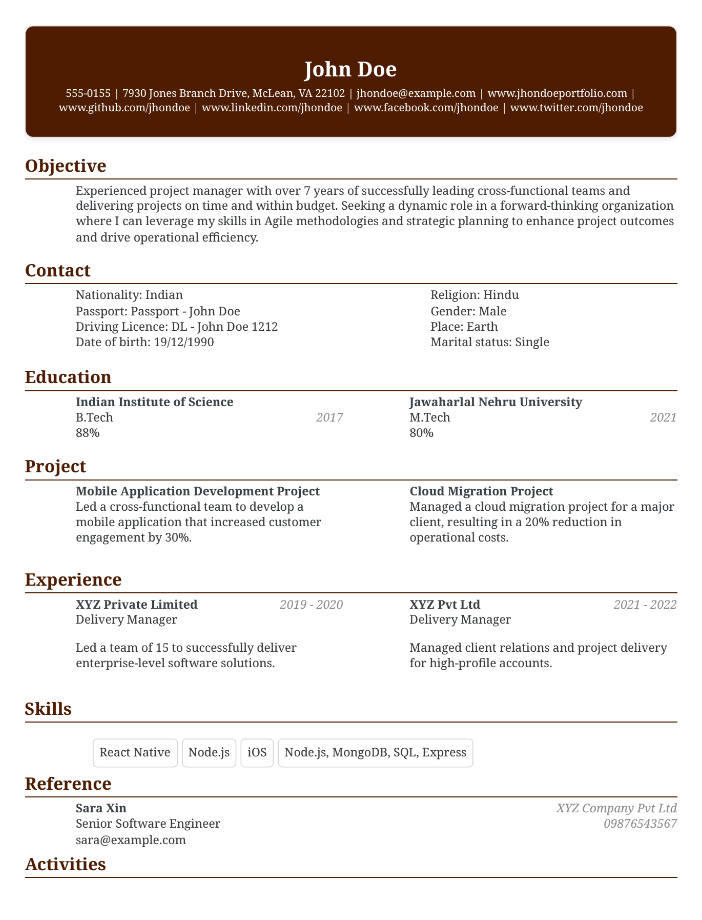 John Doe
555-0155 | 7930 Jones Branch Drive, McLean, VA 22102 | jhondoe@example.com | www.jhondoeportfolio.com |
www.github.com/jhondoe | www.linkedin.com/jhondoe | www.facebook.com/jhondoe | www.twitter.com/jhondoe
Objective
Experienced project manager with over 7 years of successfully leading cross-functional teams and
delivering projects on time and within budget. Seeking a dynamic role in a forward-thinking organization
where I can leverage my skills in Agile methodologies and strategic planning to enhance project outcomes
and drive operational efficiency.
Contact
Nationality: Indian
Passport: Passport - John Doe
Driving Licence: DL - John Doe 1212
Date of birth: 19/12/1990
Religion: Hindu
Gender: Male
Place: Earth
Marital status: Single
Education
Indian Institute of Science
B.Tech 2017
88%
Jawaharlal Nehru University
M.Tech 2021
80%
Project
Mobile Application Development Project
Led a cross-functional team to develop a
mobile application that increased customer
engagement by 30%.
Cloud Migration Project
Managed a cloud migration project for a major
client, resulting in a 20% reduction in
operational costs.
Experience
XYZ Private Limited 2019 - 2020
Delivery Manager
Led a team of 15 to successfully deliver
enterprise-level software solutions.
XYZ Pvt Ltd 2021 - 2022
Delivery Manager
Managed client relations and project delivery
for high-profile accounts.
Skills
React Native Node.js iOS Node.js, MongoDB, SQL, Express
Reference
Sara Xin XYZ Company Pvt Ltd
Senior Software Engineer 09876543567
sara@example.com
Activities